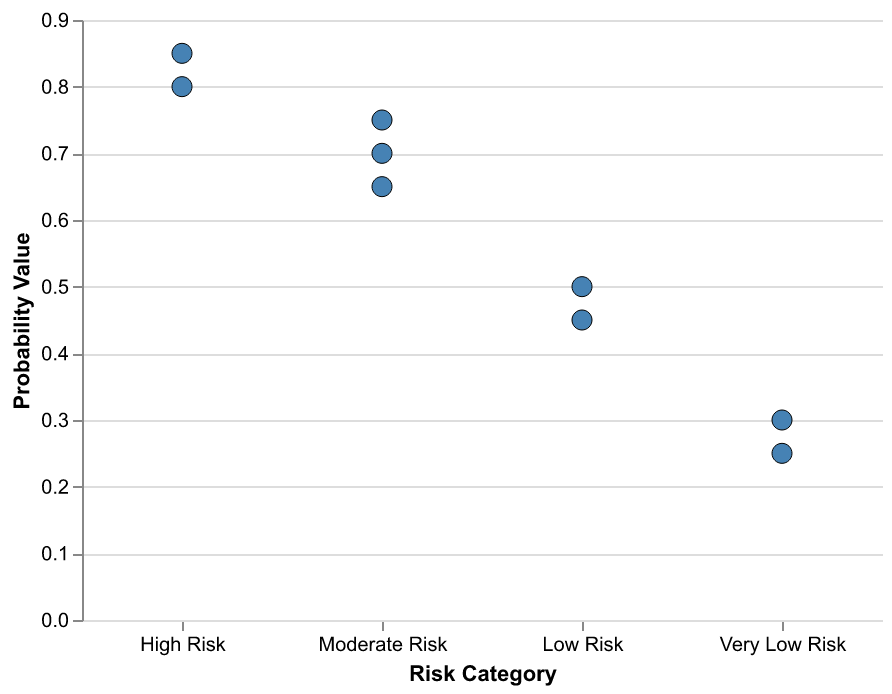 0.9
0.8
0.7
0.6
0.5
0.4
0.3
0.2
0.1
0.0
Probability Value
High Risk
Moderate Risk
Low Risk
Very Low Risk
Risk Category